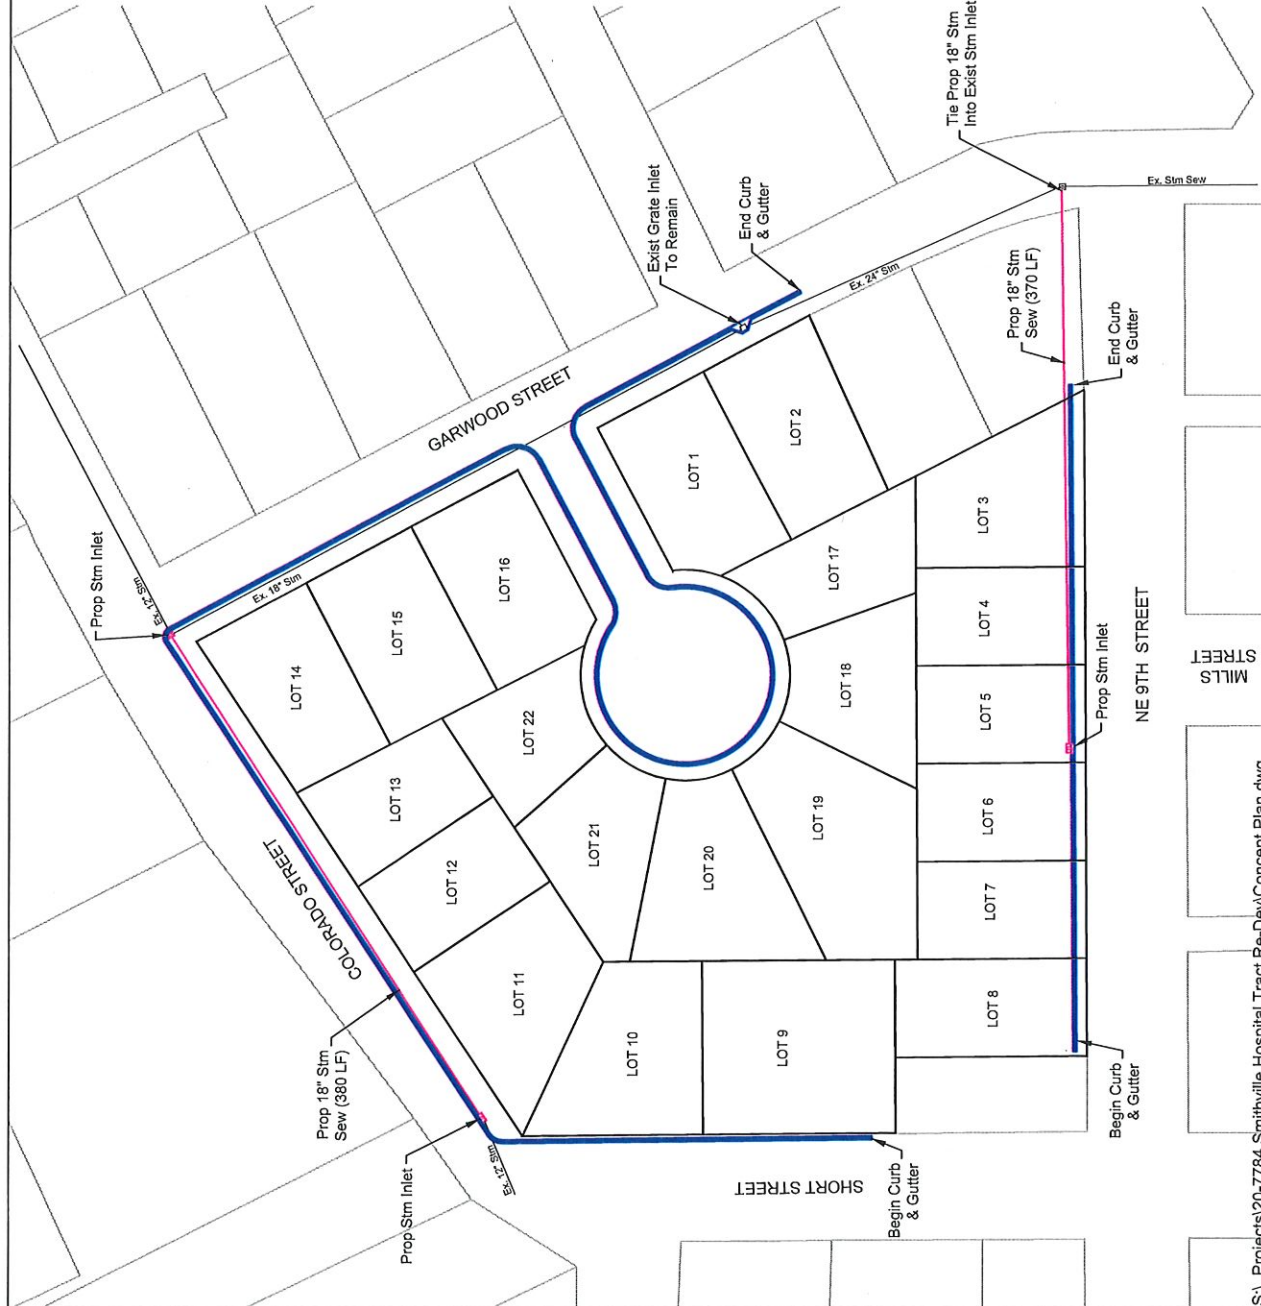 Tie Prop 18" Stm
Into Exist Stm Inlet
Ex. Stm Sew
Exist Grate Inlet
To Remain
End Curb
& Gutter
Ex. 24" Stm
Prop 18" Stm
Sew (370 LF)
End Curb
& Gutter
GARWOOD STREET
Prop Stm Inlet
Ex. 12" Stm
Ex. 18" Stm
LOT 1
LOT 2
LOT 3
LOT 4
LOT 5
LOT 6
LOT 7
LOT 8
LOT 9
LOT 10
LOT 11
LOT 12
LOT 13
LOT 14
LOT 15
LOT 16
LOT 17
LOT 18
LOT 19
LOT 20
LOT 21
LOT 22
COLORADO STREET
Prop 18" Stm
Sew (380 LF)
Prop Stm Inlet
Ex. 12" Stm
SHORT STREET
Begin Curb
& Gutter
Begin Curb
& Gutter
Prop Stm Inlet
NE 9TH STREET
MILLS
STREET
S:\_Projects\20-7784 Smithville Hospital Tract Re-Dev\Concept Plan.dwg